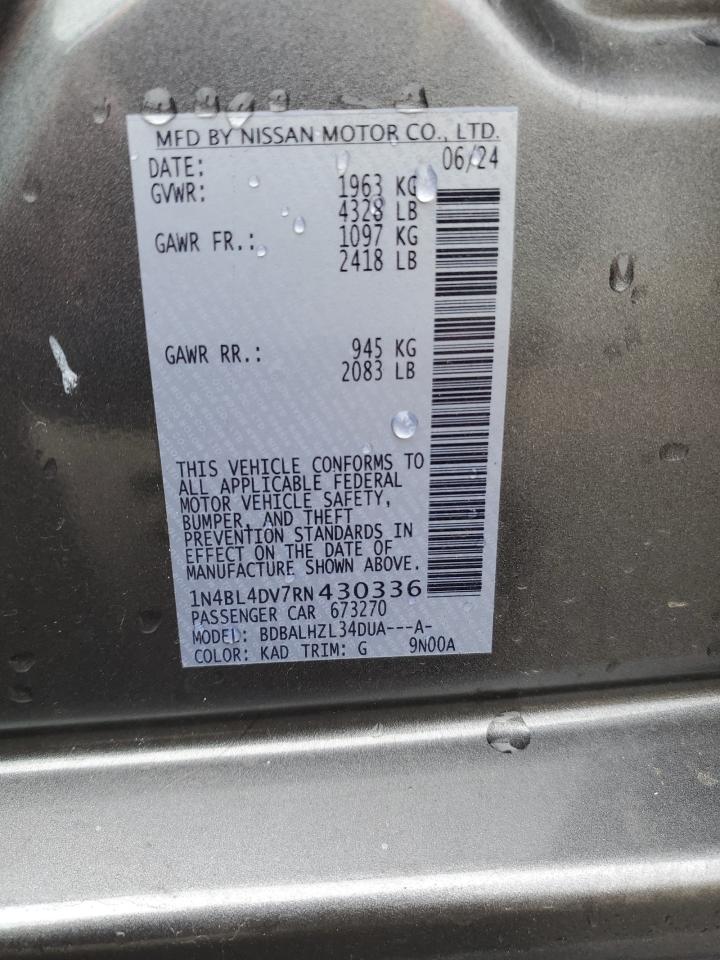 MFD BY NISSAN MOTOR CO., LTD.
DATE: 06/24
GVWR: 1963 KG
4328 LB
GAWR FR.: 1097 KG
2418 LB
GAWR RR.: 945 KG
2083 LB
THIS VEHICLE CONFORMS TO
ALL APPLICABLE FEDERAL
MOTOR VEHICLE SAFETY,
BUMPER, AND THEFT
PREVENTION STANDARDS IN
EFFECT ON THE DATE OF
MANUFACTURE SHOWN ABOVE.
1N4BL4DV7RN430336
PASSENGER CAR 673270
MODEL: BDBALHZL34DUA---A-
COLOR: KAD TRIM: G 9N00A